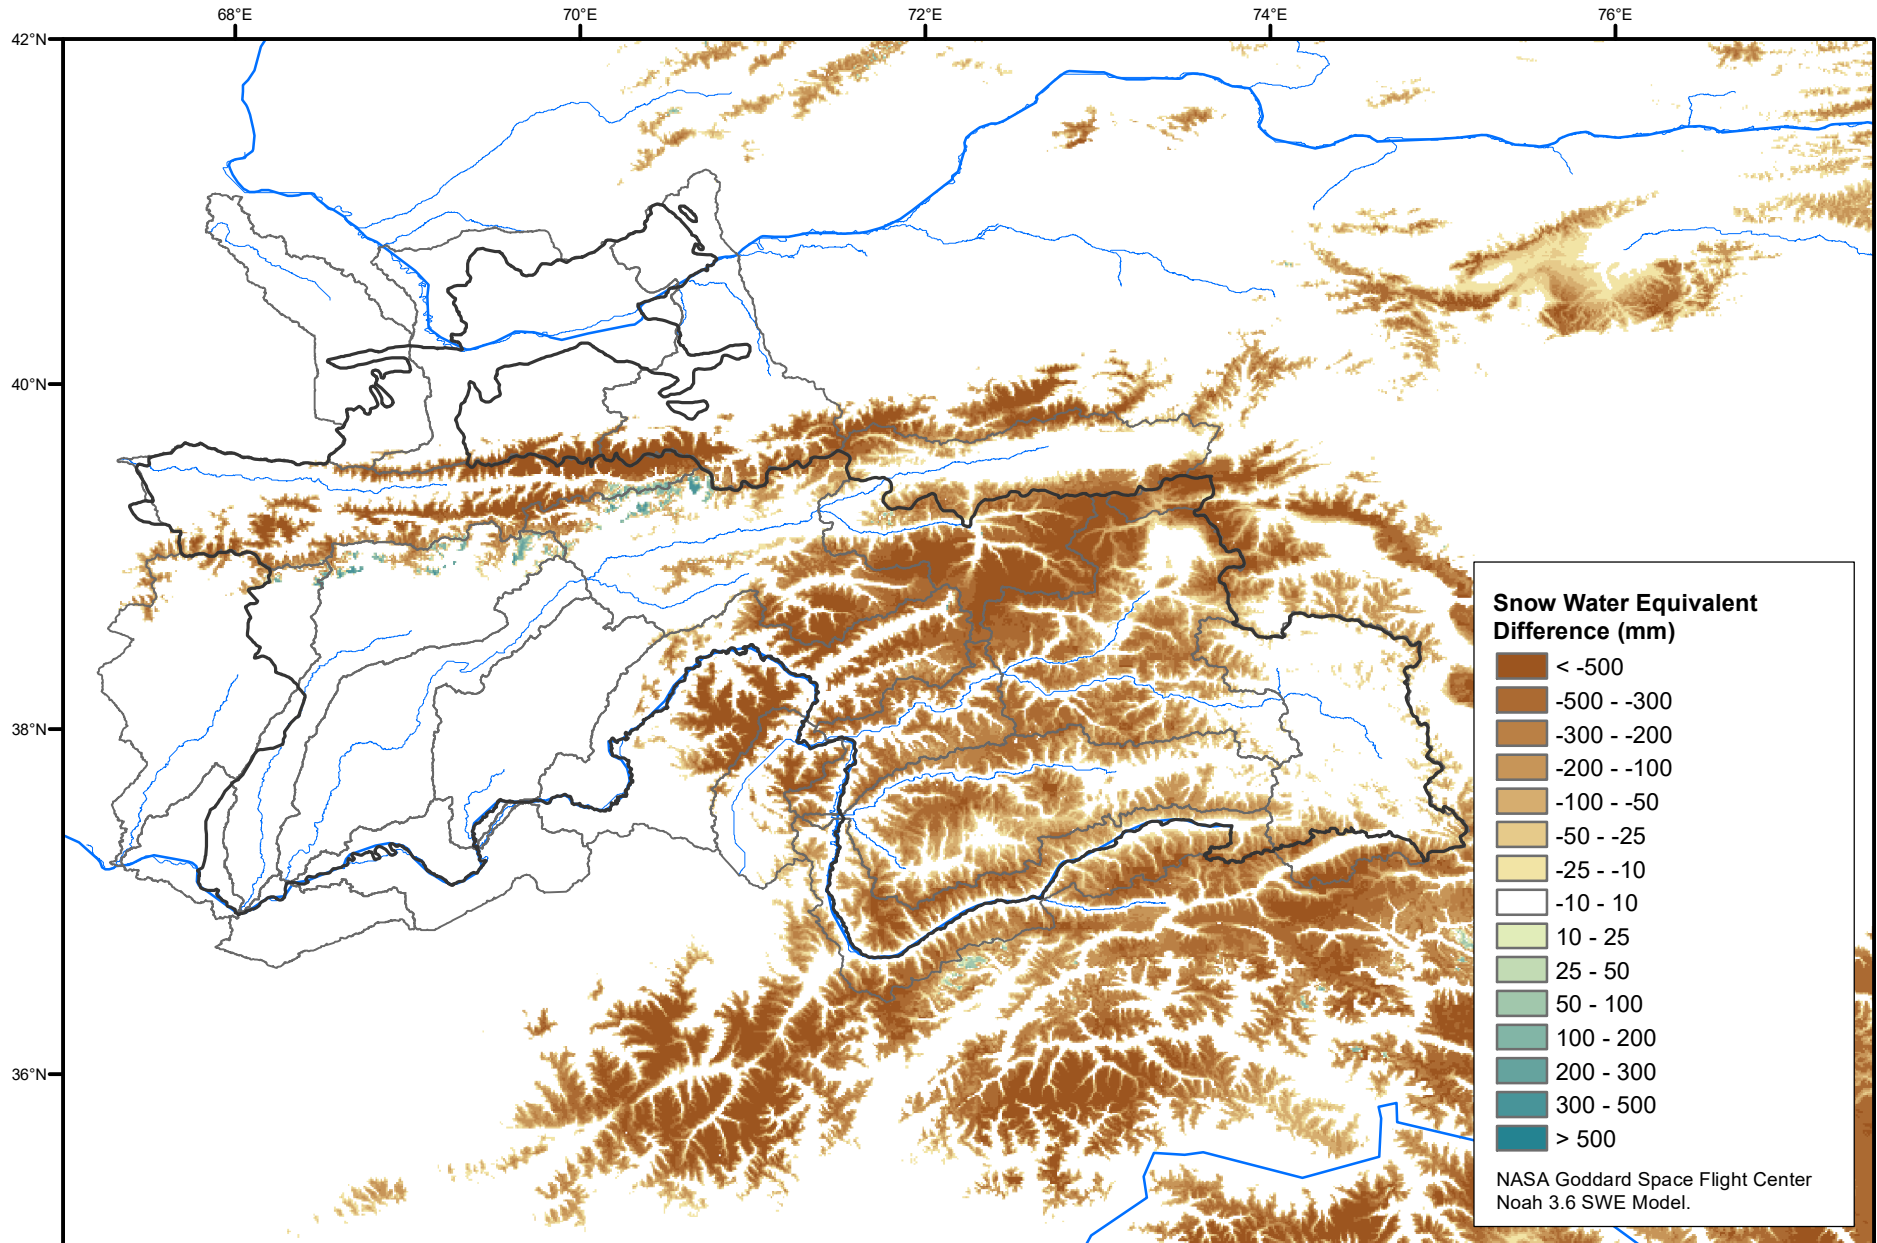 68°E 70°E 72°E 74°E 76°E
42°N
40°N
38°N
36°N
Snow Water Equivalent
Difference (mm)
< -500
-500 - -300
-300 - -200
-200 - -100
-100 - -50
-50 - -25
-25 - -10
-10 - 10
10 - 25
25 - 50
50 - 100
100 - 200
200 - 300
300 - 500
> 500
NASA Goddard Space Flight Center
Noah 3.6 SWE Model.